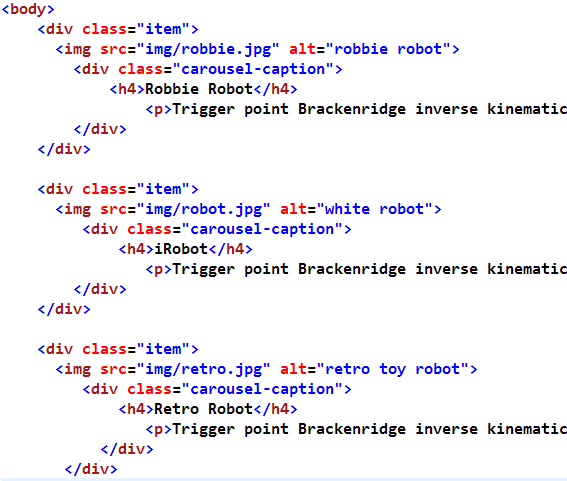 <body>
<div class="item">
<img src="img/robbie.jpg" alt="robbie robot">
<div class="carousel-caption">
<h4>Robbie Robot</h4>
<p>Trigger point Brackenridge inverse kinematic
</div>
</div>
<div class="item">
<img src="img/robot.jpg" alt="white robot">
<div class="carousel-caption">
<h4>iRobot</h4>
<p>Trigger point Brackenridge inverse kinematic
</div>
</div>
<div class="item">
<img src="img/retro.jpg" alt="retro toy robot">
<div class="carousel-caption">
<h4>Retro Robot</h4>
<p>Trigger point Brackenridge inverse kinematic
</div>
</div>